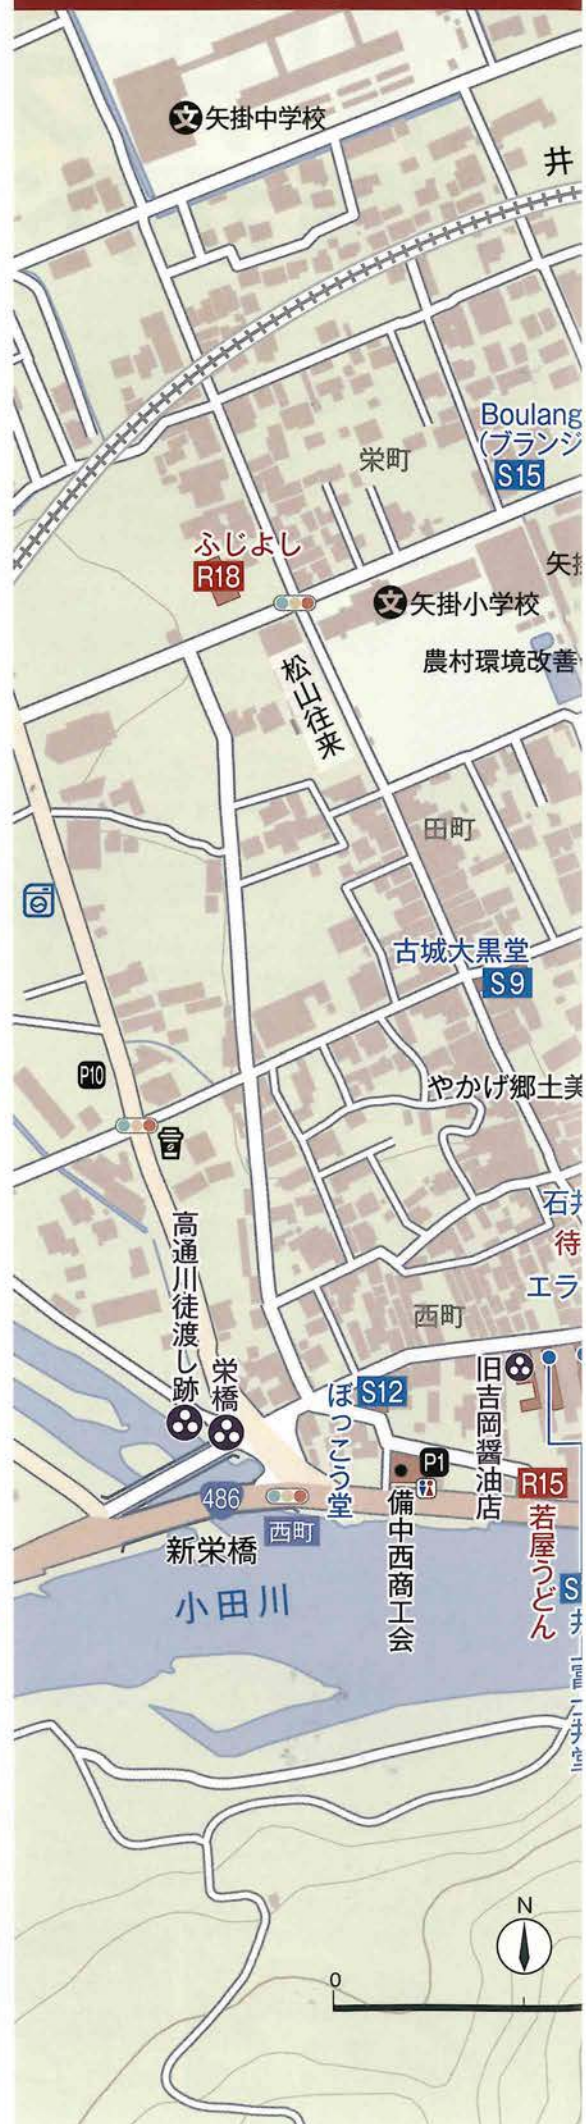 矢掛中学校
井
Boulang
(ブランジ
S15
栄町
ふじよし
R18
矢掛小学校
矢掛
農村環境改善
松山往来
田町
古城大黒堂
S9
P10
やかげ郷土美
石井
待
エラ
西町
高通川徒渡し跡
栄橋
ぼっこう堂
S12
旧吉岡醤油店
P1
備中西商工会
R15
若屋うどん
486
西町
新栄橋
小田川
S
N
0